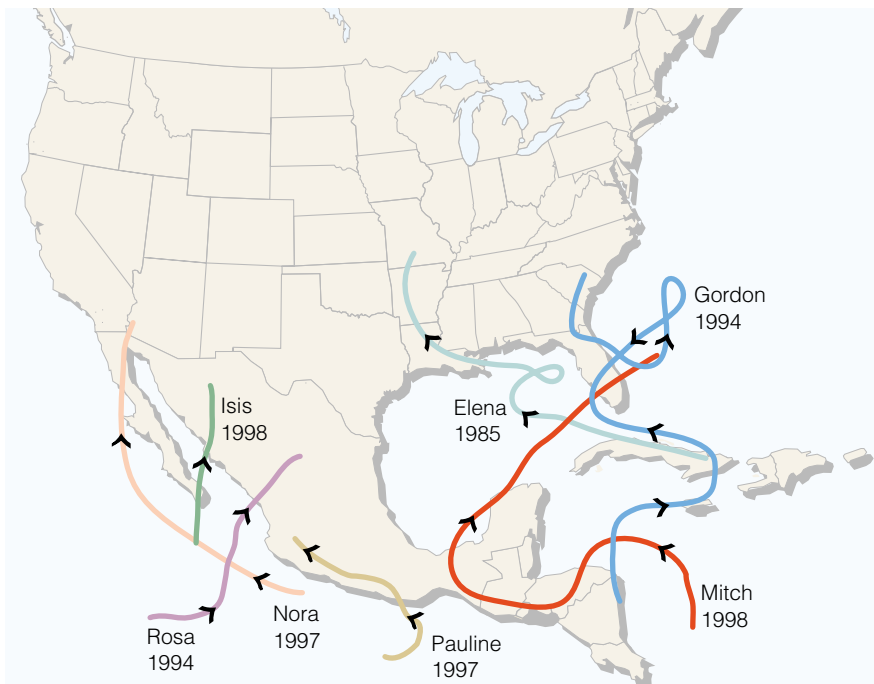 Gordon
1994
Isis
1998
Elena
1985
Mitch
1998
Nora
1997
Rosa
1994
Pauline
1997